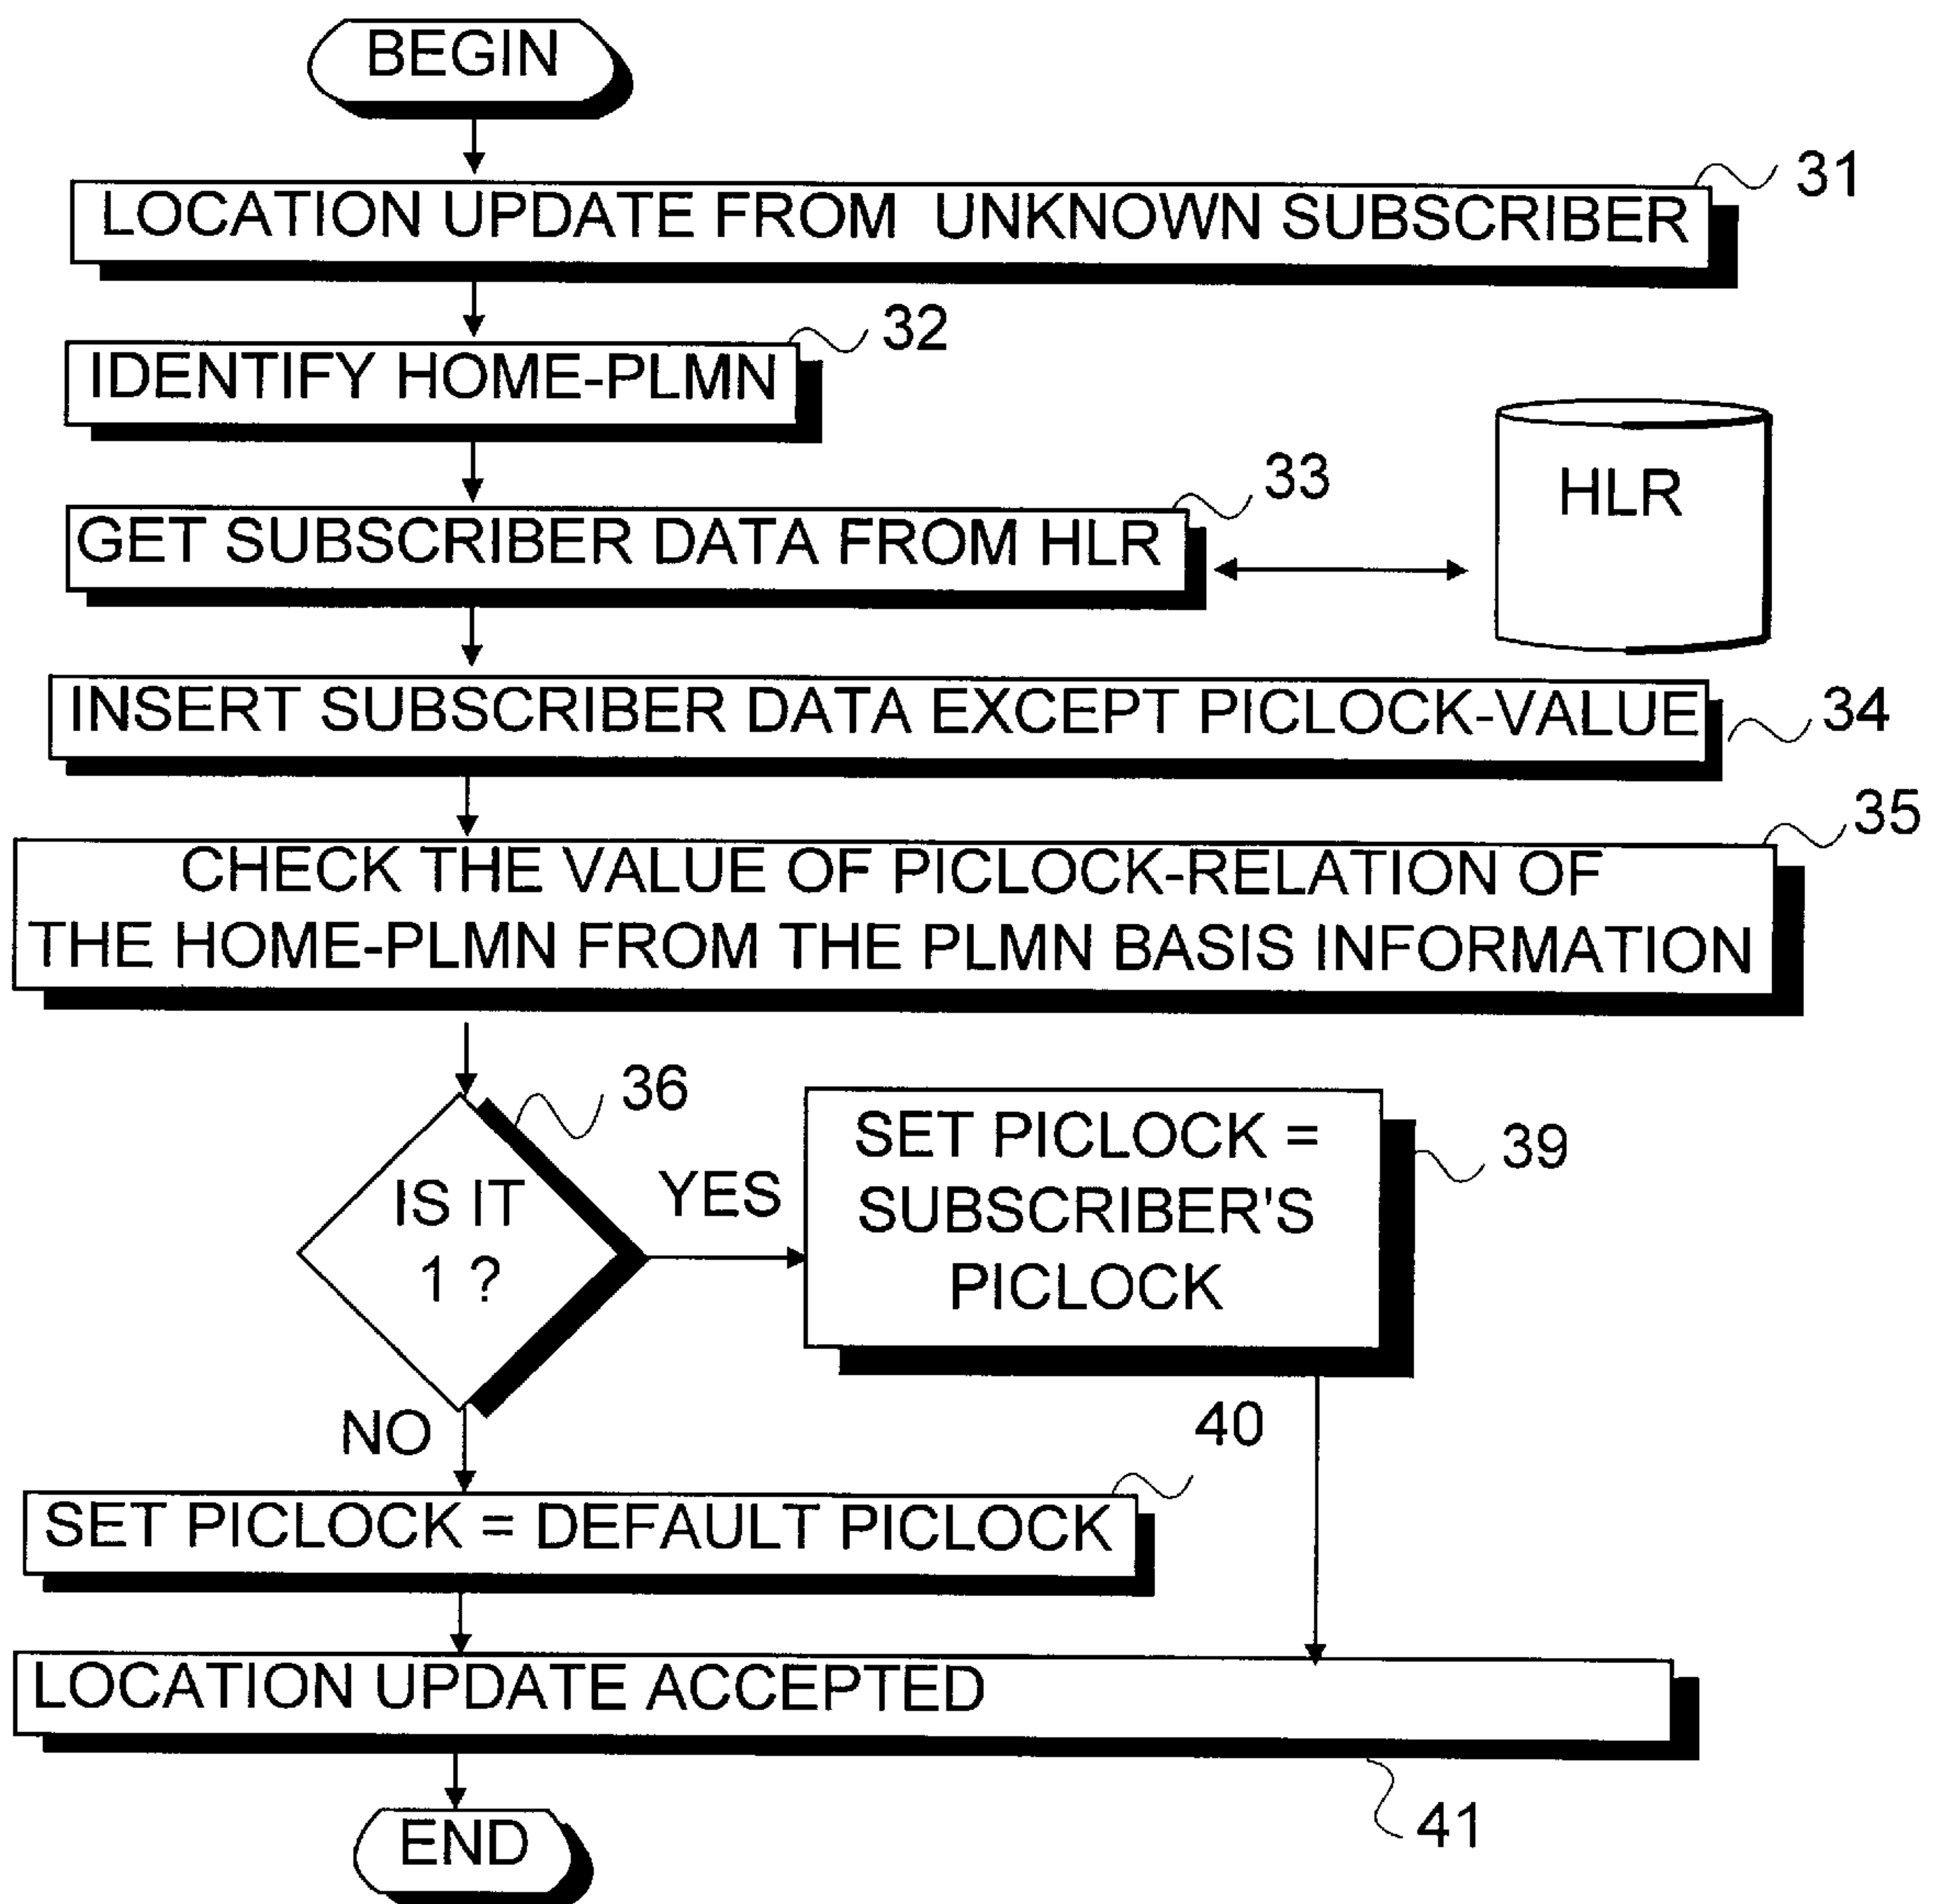 BEGIN
31
LOCATION UPDATE FROM UNKNOWN SUBSCRIBER
32
IDENTIFY HOME-PLMN
33
GET SUBSCRIBER DATA FROM HLR
HLR
INSERT SUBSCRIBER DATA EXCEPT PICLOCK-VALUE
34
35
CHECK THE VALUE OF PICLOCK-RELATION OF
THE HOME-PLMN FROM THE PLMN BASIS INFORMATION
36
IS IT
1 ?
YES
SET PICLOCK =
SUBSCRIBER'S
PICLOCK
39
NO
40
SET PICLOCK = DEFAULT PICLOCK
LOCATION UPDATE ACCEPTED
41
END